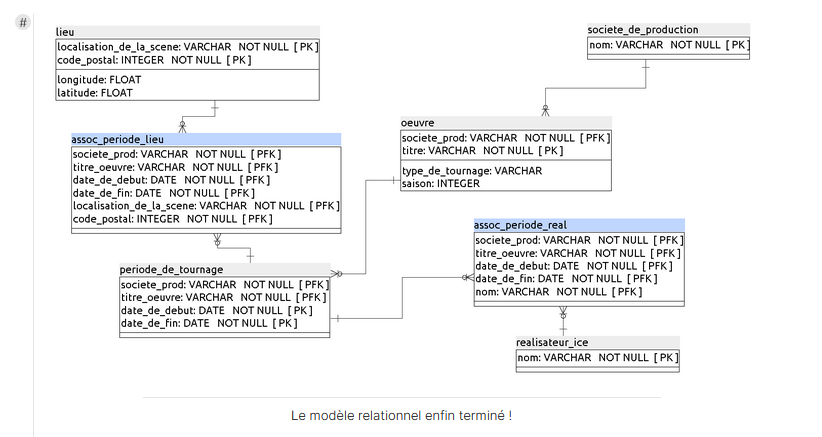 #
lieu
localisation_de_la_scene: VARCHAR NOT NULL [ PK ]
code_postal: INTEGER NOT NULL [ PK ]
longitude: FLOAT
latitude: FLOAT
societe_de_production
nom: VARCHAR NOT NULL [ PK ]
oeuvre
societe_prod: VARCHAR NOT NULL [ PFK ]
titre: VARCHAR NOT NULL [ PK ]
type_de_tournage: VARCHAR
saison: INTEGER
assoc_periode_lieu
societe_prod: VARCHAR NOT NULL [ PFK ]
titre_oeuvre: VARCHAR NOT NULL [ PFK ]
date_de_debut: DATE NOT NULL [ PFK ]
date_de_fin: DATE NOT NULL [ PFK ]
localisation_de_la_scene: VARCHAR NOT NULL [ PFK ]
code_postal: INTEGER NOT NULL [ PFK ]
assoc_periode_real
societe_prod: VARCHAR NOT NULL [ PFK ]
titre_oeuvre: VARCHAR NOT NULL [ PFK ]
date_de_debut: DATE NOT NULL [ PFK ]
date_de_fin: DATE NOT NULL [ PFK ]
nom: VARCHAR NOT NULL [ PFK ]
periode_de_tournage
societe_prod: VARCHAR NOT NULL [ PFK ]
titre_oeuvre: VARCHAR NOT NULL [ PFK ]
date_de_debut: DATE NOT NULL [ PK ]
date_de_fin: DATE NOT NULL [ PK ]
realisateur_ice
nom: VARCHAR NOT NULL [ PK ]
Le modèle relationnel enfin terminé !